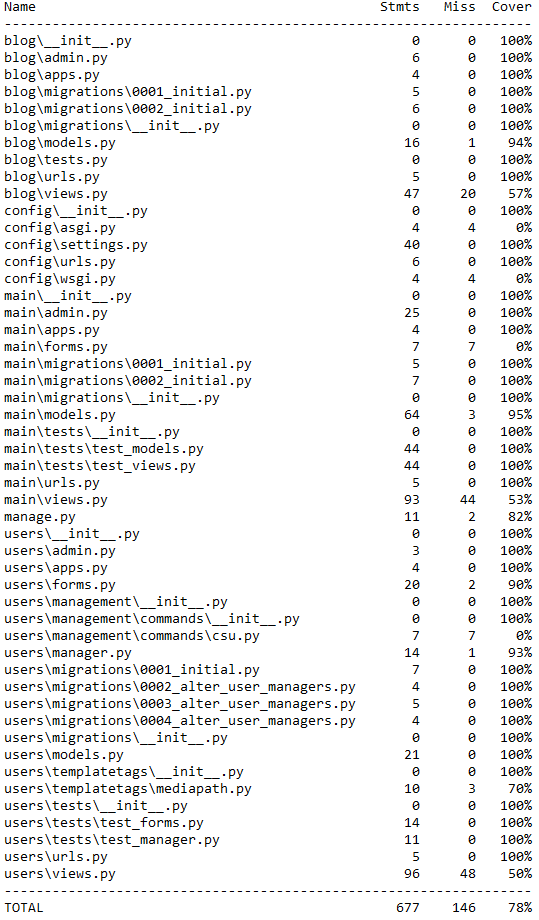 Name Stmts Miss Cover
-----------------------------------------------------------------
blog\__init__.py 0 0 100%
blog\admin.py 6 0 100%
blog\apps.py 4 0 100%
blog\migrations\0001_initial.py 5 0 100%
blog\migrations\0002_initial.py 6 0 100%
blog\migrations\__init__.py 0 0 100%
blog\models.py 16 1 94%
blog\tests.py 0 0 100%
blog\urls.py 5 0 100%
blog\views.py 47 20 57%
config\__init__.py 0 0 100%
config\asgi.py 4 4 0%
config\settings.py 40 0 100%
config\urls.py 6 0 100%
config\wsgi.py 4 4 0%
main\__init__.py 0 0 100%
main\admin.py 25 0 100%
main\apps.py 4 0 100%
main\forms.py 7 7 0%
main\migrations\0001_initial.py 5 0 100%
main\migrations\0002_initial.py 7 0 100%
main\migrations\__init__.py 0 0 100%
main\models.py 64 3 95%
main\tests\__init__.py 0 0 100%
main\tests\test_models.py 44 0 100%
main\tests\test_views.py 44 0 100%
main\urls.py 5 0 100%
main\views.py 93 44 53%
manage.py 11 2 82%
users\__init__.py 0 0 100%
users\admin.py 3 0 100%
users\apps.py 4 0 100%
users\forms.py 20 2 90%
users\management\__init__.py 0 0 100%
users\management\commands\__init__.py 0 0 100%
users\management\commands\csu.py 7 7 0%
users\manager.py 14 1 93%
users\migrations\0001_initial.py 7 0 100%
users\migrations\0002_alter_user_managers.py 4 0 100%
users\migrations\0003_alter_user_managers.py 5 0 100%
users\migrations\0004_alter_user_managers.py 4 0 100%
users\migrations\__init__.py 0 0 100%
users\models.py 21 0 100%
users\templatetags\__init__.py 0 0 100%
users\templatetags\mediapath.py 10 3 70%
users\tests\__init__.py 0 0 100%
users\tests\test_forms.py 14 0 100%
users\tests\test_manager.py 11 0 100%
users\urls.py 5 0 100%
users\views.py 96 48 50%
-----------------------------------------------------------------
TOTAL 677 146 78%